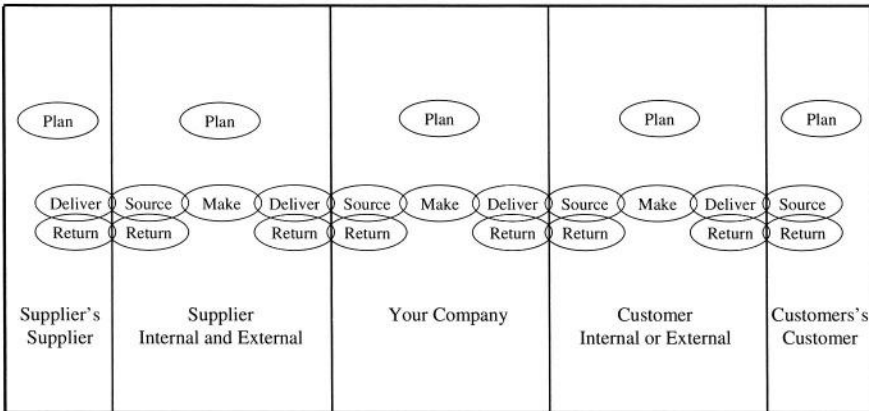 Plan Plan Plan Plan Plan
Deliver Source Make Deliver Source Make Deliver Source Make Deliver Source
Return Return Return Return Return Return Return Return
Supplier's Supplier Your Company Customer Customers's
Supplier Internal and External Internal or External Customer